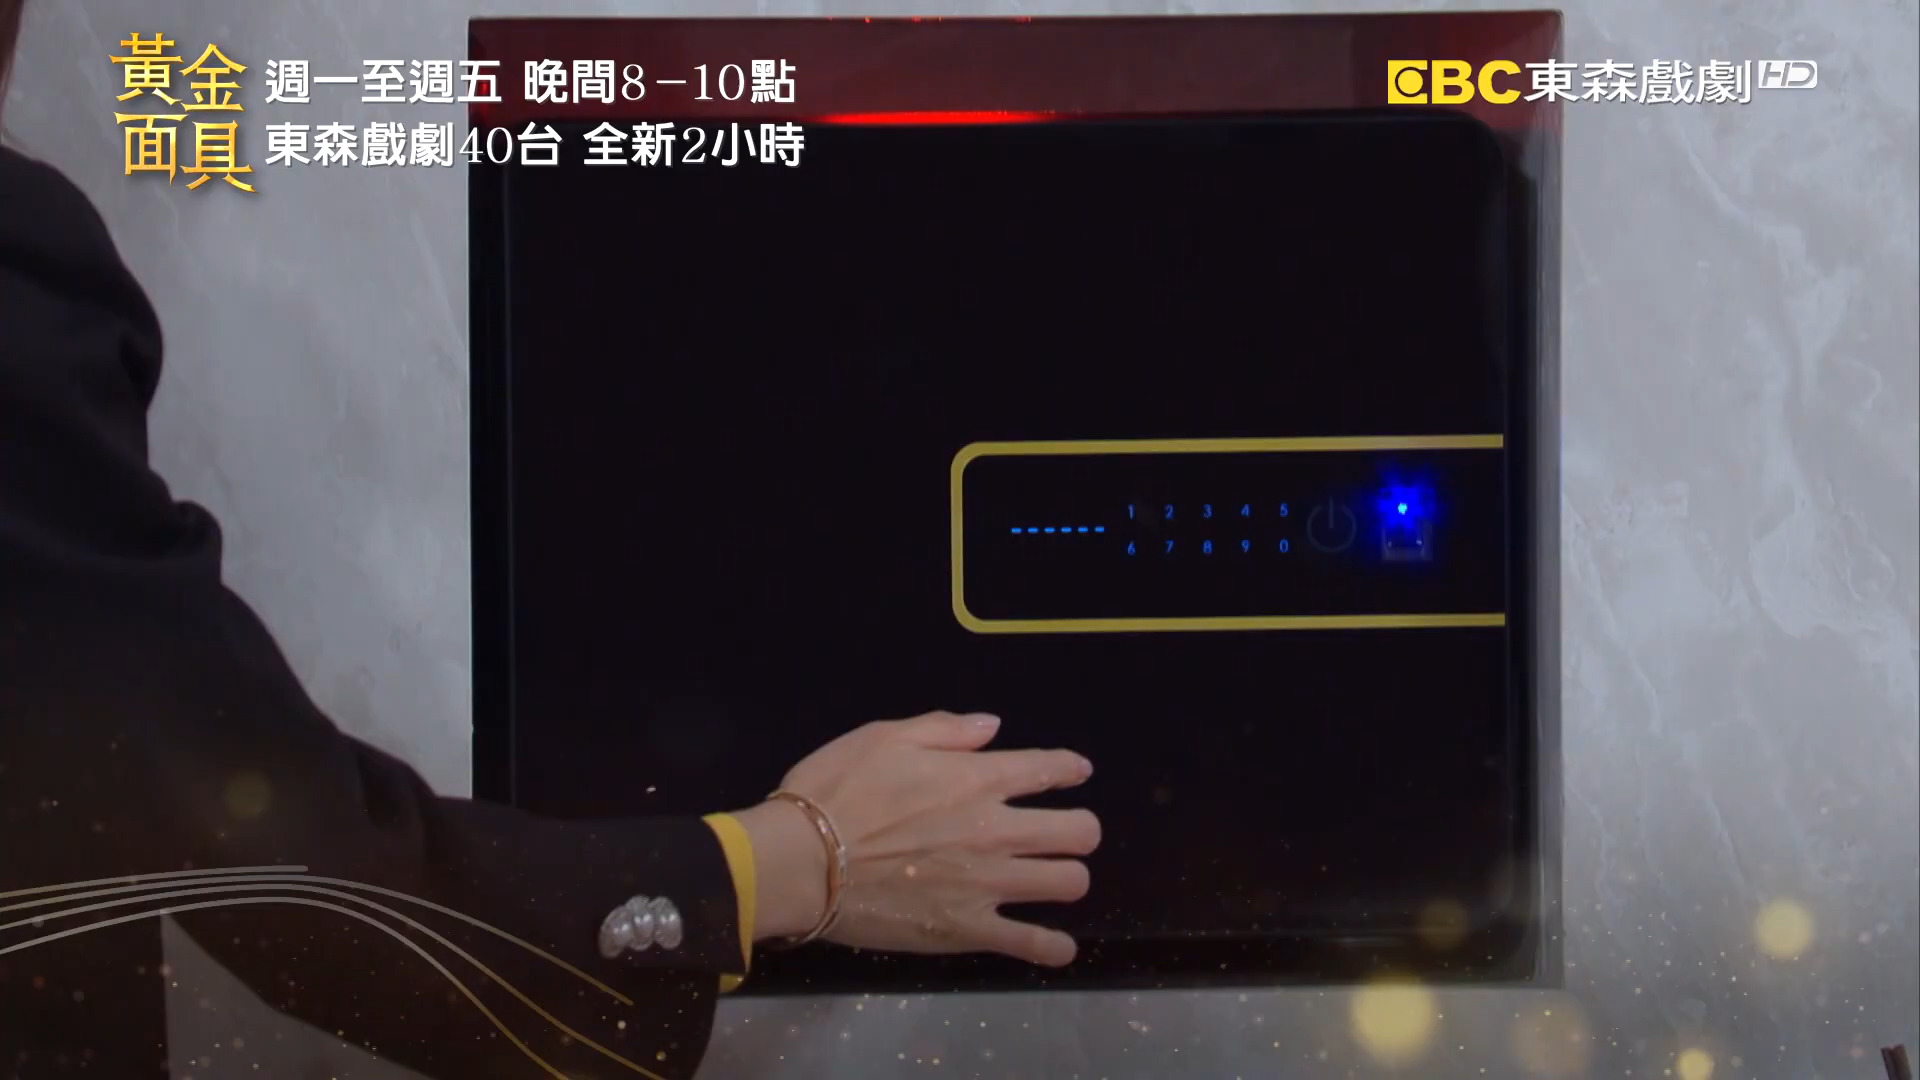 黃金
面具
週一至週五 晚間8-10點
東森戲劇40台 全新2小時
EBC東森戲劇HD
------
1 2 3 4 5
6 7 8 9 0